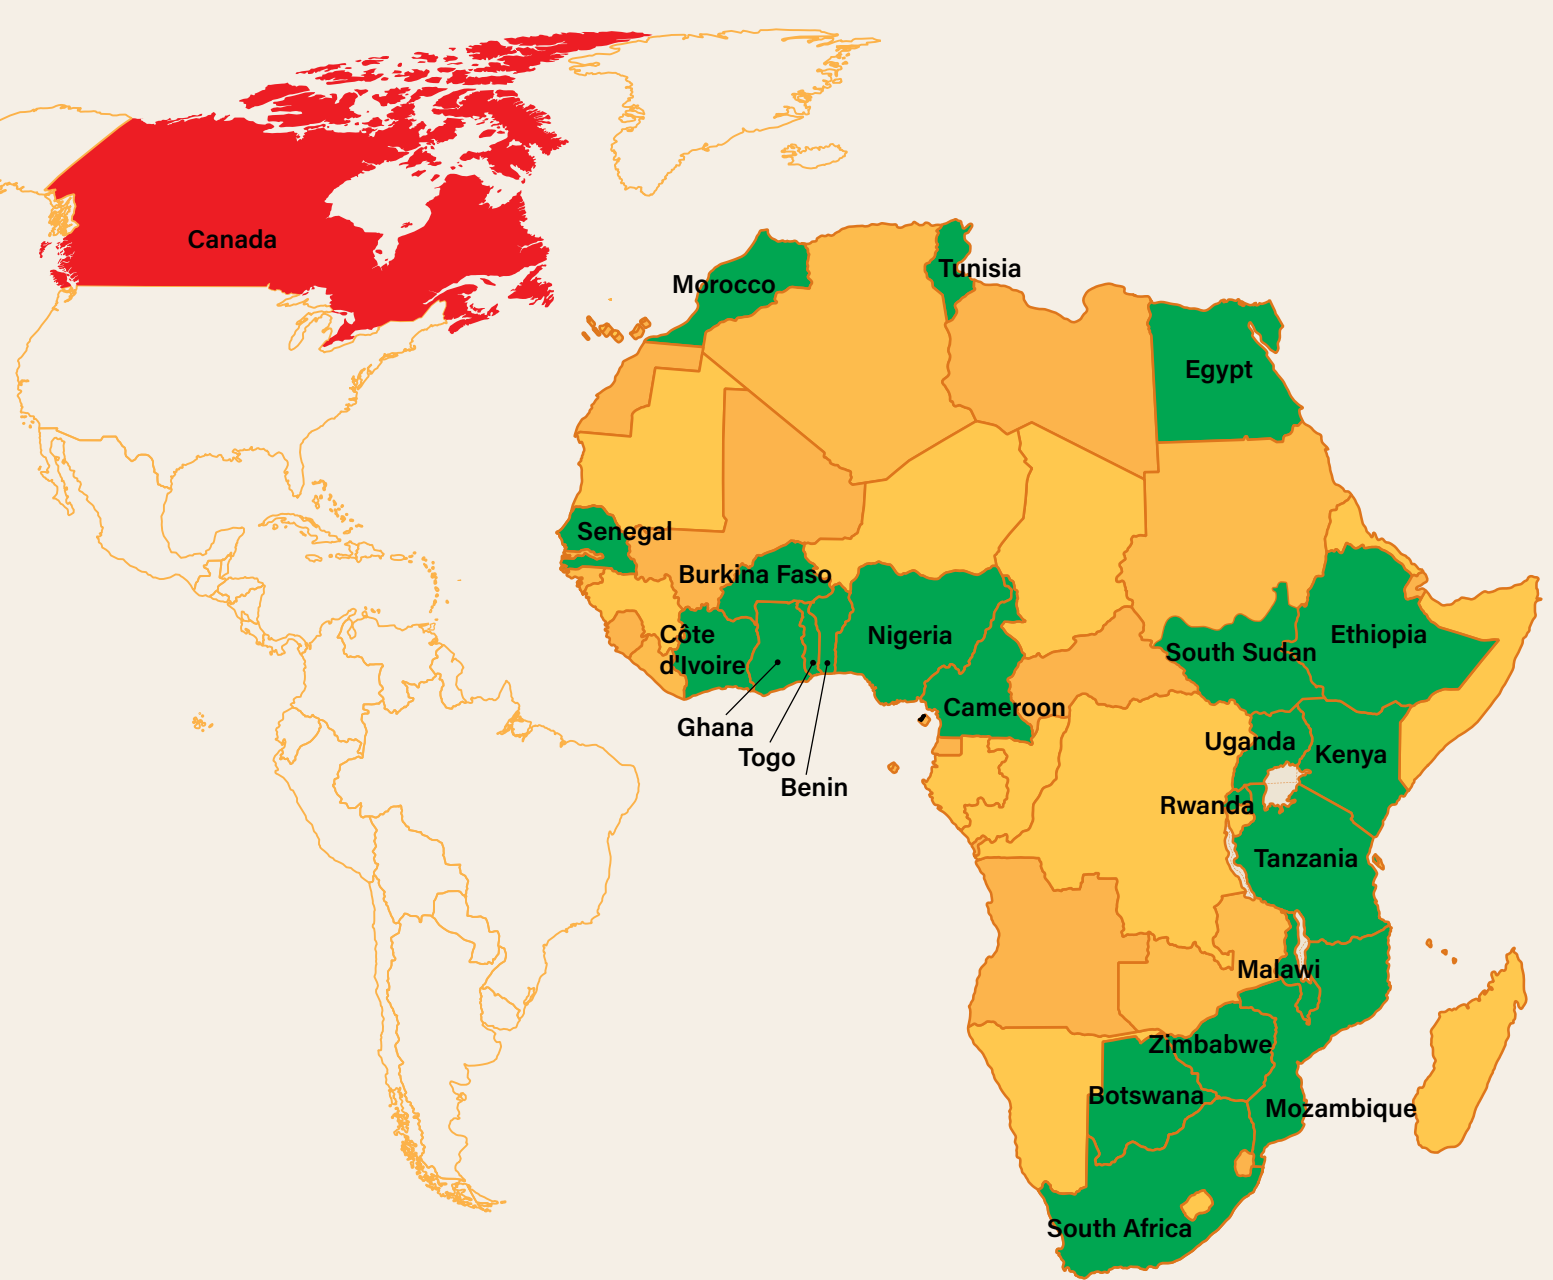 Canada
Morocco
Tunisia
Egypt
Senegal
Burkina Faso
Côte
d'Ivoire
Nigeria
Ethiopia
South Sudan
Cameroon
Ghana
Togo
Benin
Uganda
Kenya
Rwanda
Tanzania
Malawi
Zimbabwe
Botswana
Mozambique
South Africa